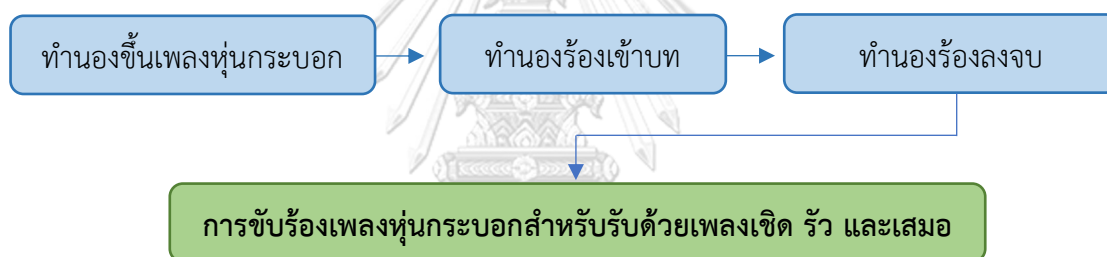 ทำนองขึ้นเพลงหุ่นกระบอก
ทำนองร้องเข้าบท
ทำนองร้องลงจบ
การขับร้องเพลงหุ่นกระบอกสำหรับรับด้วยเพลงเชิด รัว และเสมอ